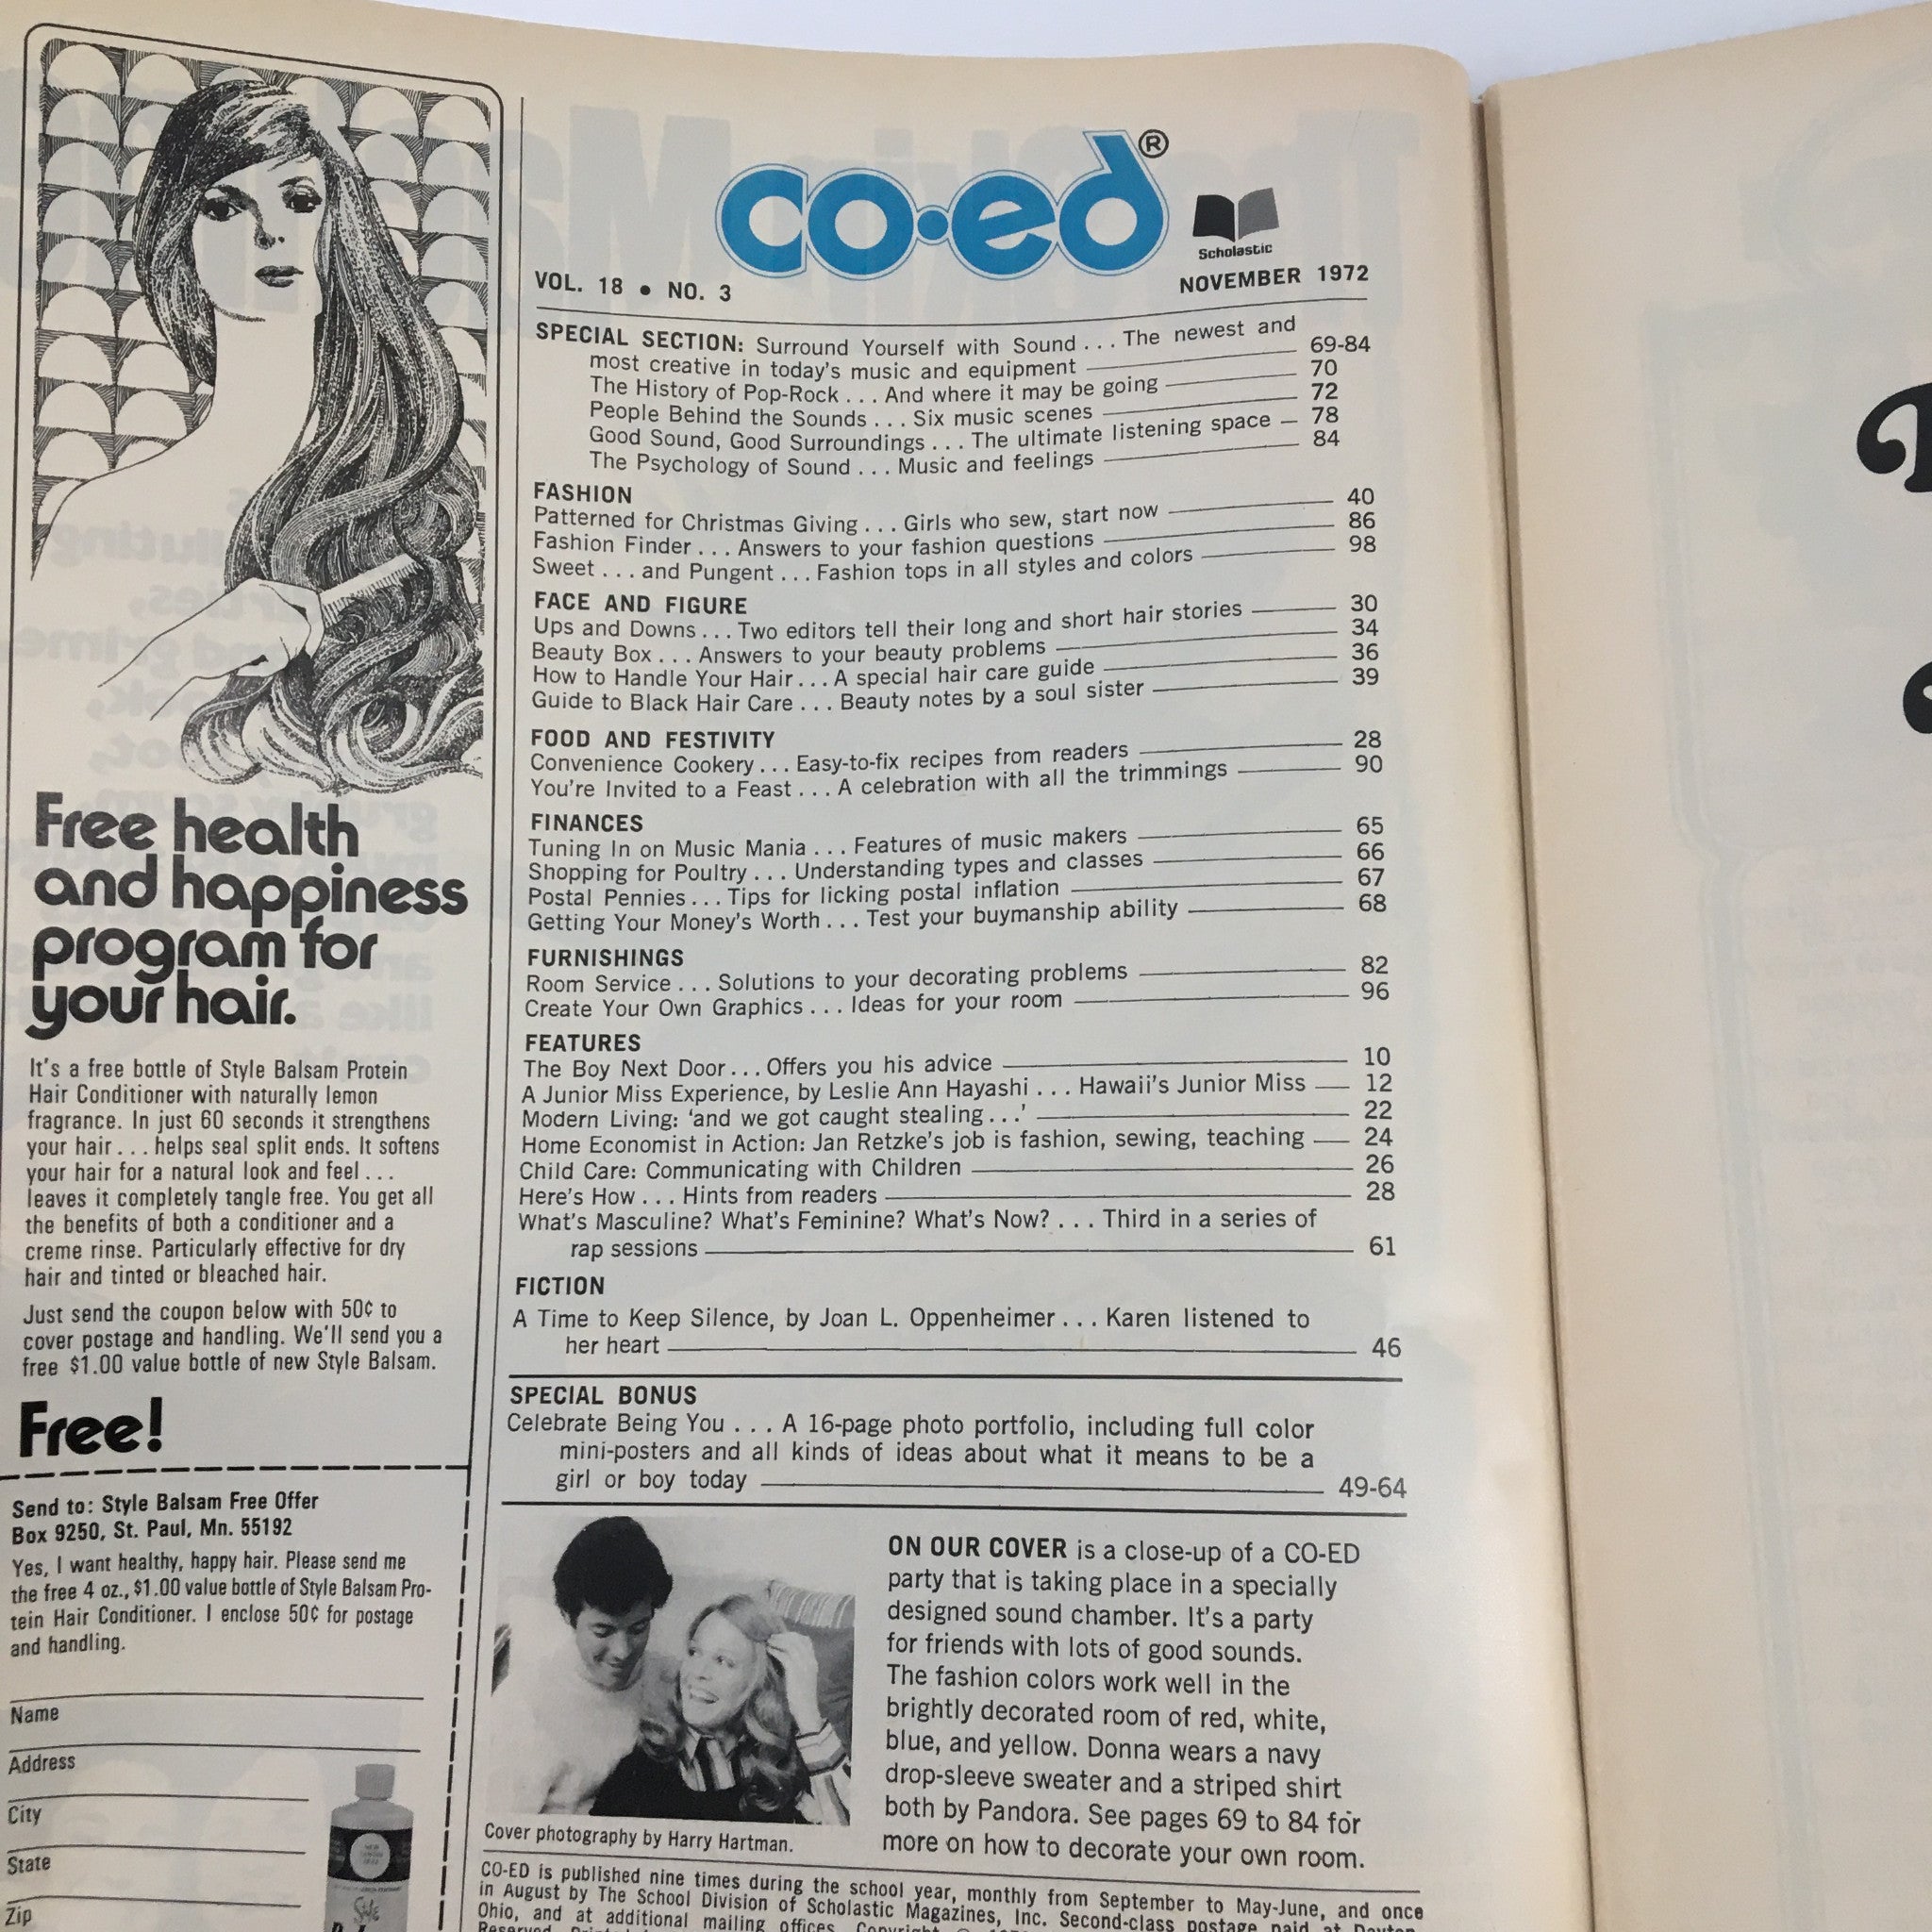 Free health
and happiness
program for
your hair.
It's a free bottle of Style Balsam Protein
Hair Conditioner with naturally lemon
fragrance. In just 60 seconds it strengthens
your hair... helps seal split ends. It softens
your hair for a natural look and feel...
leaves it completely tangle free. You get all
the benefits of both a conditioner and a
creme rinse. Particularly effective for dry
hair and tinted or bleached hair.
Just send the coupon below with 50¢ to
cover postage and handling. We'll send you a
free $1.00 value bottle of new Style Balsam.
Free!
Send to: Style Balsam Free Offer
Box 9250, St. Paul, Mn. 55192
Yes, I want healthy, happy hair. Please send me
the free 4 oz., $1.00 value bottle of Style Balsam Pro-
tein Hair Conditioner. I enclose 50¢ for postage
and handling.
Name
Address
City
State
Zip
Style
co•ed®
Scholastic
VOL. 18 • NO. 3
NOVEMBER 1972
SPECIAL SECTION: Surround Yourself with Sound... The newest and
most creative in today's music and equipment 69-84
The History of Pop-Rock... And where it may be going 70
People Behind the Sounds... Six music scenes 72
Good Sound, Good Surroundings... The ultimate listening space 78
The Psychology of Sound... Music and feelings 84
FASHION
Patterned for Christmas Giving... Girls who sew, start now 40
Fashion Finder... Answers to your fashion questions 86
Sweet... and Pungent... Fashion tops in all styles and colors 98
FACE AND FIGURE
Ups and Downs... Two editors tell their long and short hair stories 30
Beauty Box... Answers to your beauty problems 34
How to Handle Your Hair... A special hair care guide 36
Guide to Black Hair Care... Beauty notes by a soul sister 39
FOOD AND FESTIVITY
Convenience Cookery... Easy-to-fix recipes from readers 28
You're Invited to a Feast... A celebration with all the trimmings 90
FINANCES
Tuning In on Music Mania... Features of music makers 65
Shopping for Poultry... Understanding types and classes 66
Postal Pennies... Tips for licking postal inflation 67
Getting Your Money's Worth... Test your buymanship ability 68
FURNISHINGS
Room Service... Solutions to your decorating problems 82
Create Your Own Graphics... Ideas for your room 96
FEATURES
The Boy Next Door... Offers you his advice 10
A Junior Miss Experience, by Leslie Ann Hayashi... Hawaii's Junior Miss 12
Modern Living: 'and we got caught stealing...' 22
Home Economist in Action: Jan Retzke's job is fashion, sewing, teaching 24
Child Care: Communicating with Children 26
Here's How... Hints from readers 28
What's Masculine? What's Feminine? What's Now?... Third in a series of
rap sessions 61
FICTION
A Time to Keep Silence, by Joan L. Oppenheimer... Karen listened to
her heart 46
SPECIAL BONUS
Celebrate Being You... A 16-page photo portfolio, including full color
mini-posters and all kinds of ideas about what it means to be a
girl or boy today 49-64
Cover photography by Harry Hartman.
ON OUR COVER is a close-up of a CO-ED
party that is taking place in a specially
designed sound chamber. It's a party
for friends with lots of good sounds.
The fashion colors work well in the
brightly decorated room of red, white,
blue, and yellow. Donna wears a navy
drop-sleeve sweater and a striped shirt
both by Pandora. See pages 69 to 84 for
more on how to decorate your own room.
CO-ED is published nine times during the school year, monthly from September to May-June, and once
in August by The School Division of Scholastic Magazines, Inc. Second-class postage paid at Dayton,
Ohio, and at additional mailing offices. Copyright ©